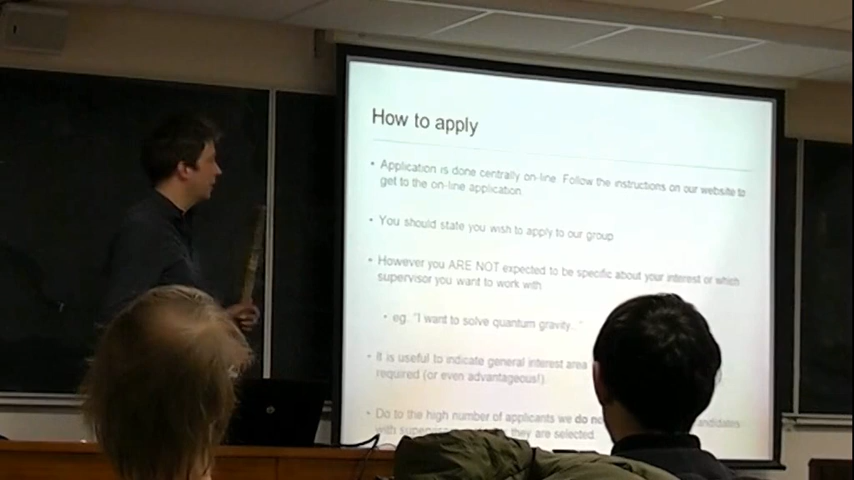 How to apply
• Application is done centrally on-line. Follow the instructions on our website to
get to the on-line application.
• You should state you wish to apply to our group
• However you ARE NOT expected to be specific about your interest or which
supervisor you want to work with
• eg. "I want to solve quantum gravity.."
• It is useful to indicate general interest area
required (or even advantageous!)
• Do to the high number of applicants we do
with they are selected.